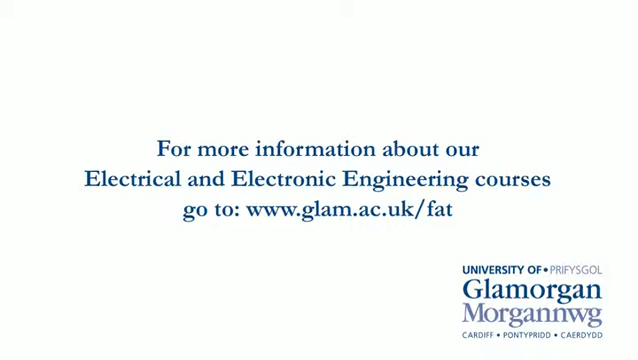 For more information about our
Electrical and Electronic Engineering courses
go to: www.glam.ac.uk/fat
UNIVERSITY OF • PRIFYSGOL
Glamorgan
Morgannwg
CARDIFF • PONTYPRIDD • CAERDYDD